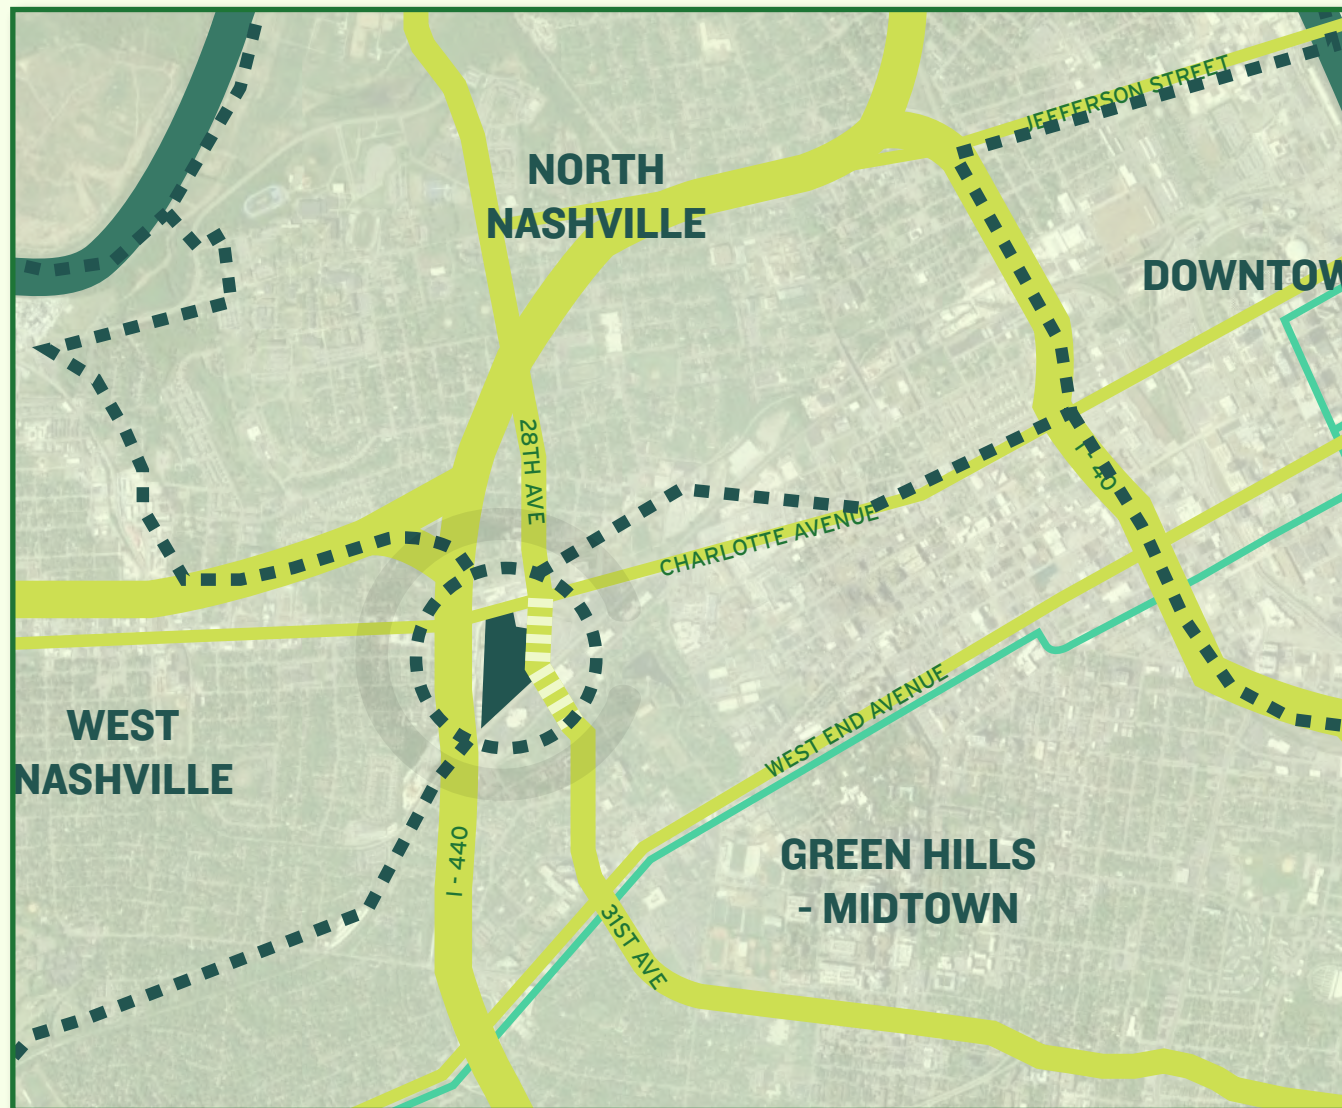 JEFFERSON STREET
NORTH
NASHVILLE
DOWNTOW
28TH AVE
I - 40
CHARLOTTE AVENUE
WEST
NASHVILLE
WEST END AVENUE
I - 440
GREEN HILLS
- MIDTOWN
31ST AVE